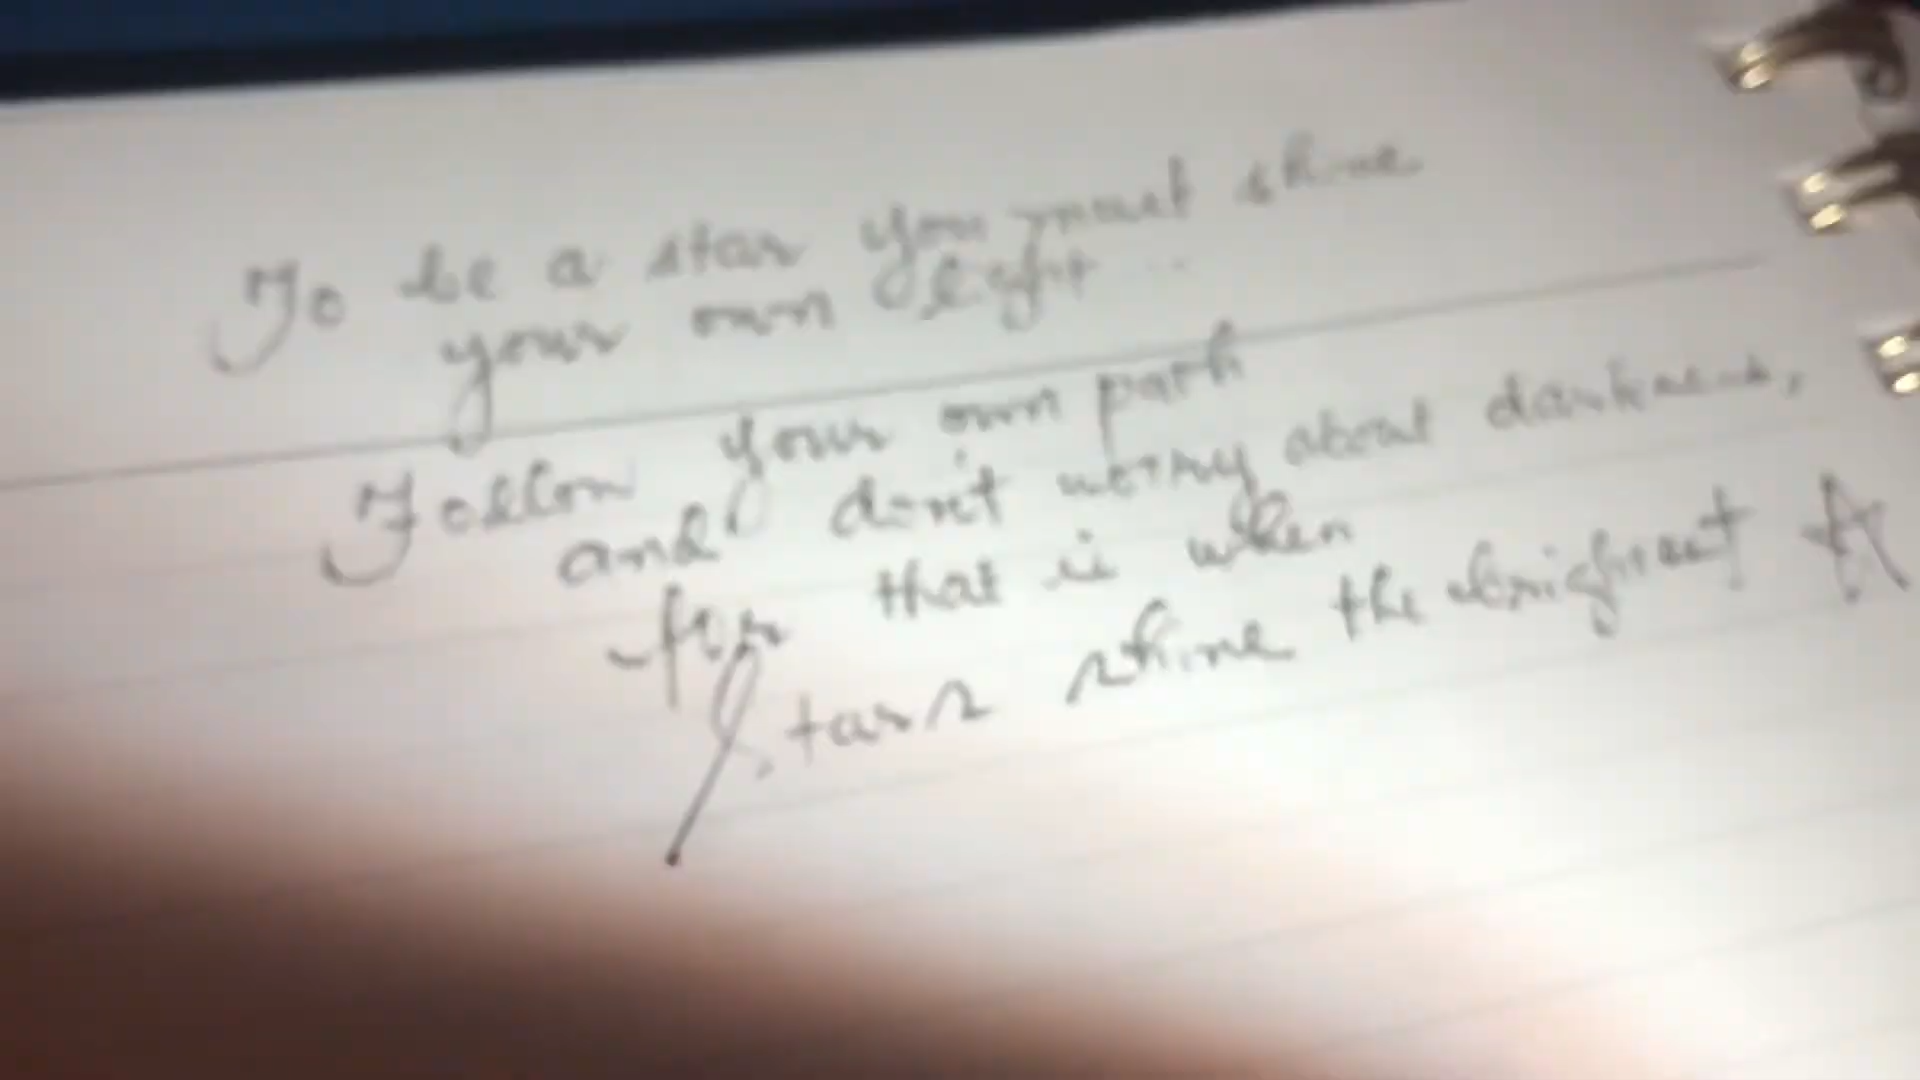 To be a star you must shine
your own light..
Follow your own path
and don't worry about darkness,
for that is when
Stars shine the brightest